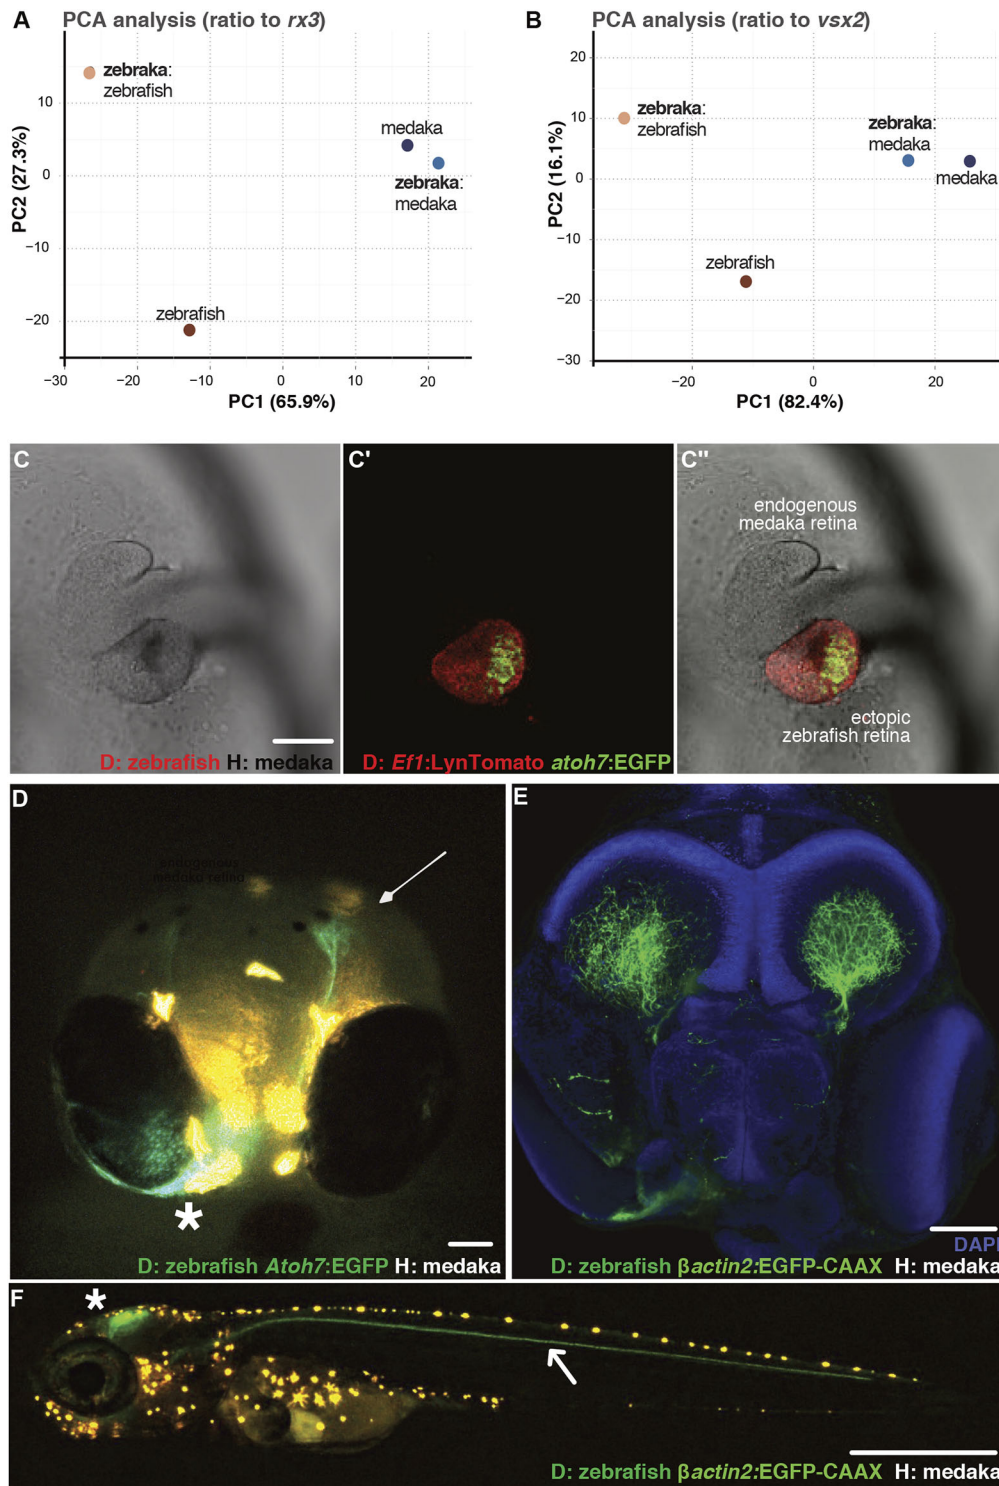 A PCA analysis (ratio to rx3)
zebraka:
zebrafish
medaka
zebraka:
medaka
zebrafish
10
0
−10
−20
PC2 (27.3%)
−30
−20
−10
0
10
20
PC1 (65.9%)
B PCA analysis (ratio to vsx2)
zebraka:
zebrafish
zebraka:
medaka
medaka
zebrafish
20
10
0
−10
−20
−30
PC2 (16.1%)
−20
0
20
PC1 (82.4%)
C
D: zebrafish H: medaka
C'
D: Ef1:LynTomato atoh7:EGFP
C"
endogenous
medaka retina
ectopic
zebrafish retina
D
endogenous
medaka retina
*
D: zebrafish Atoh7:EGFP H: medaka
E
DAPI
D: zebrafish βactin2:EGFP-CAAX H: medaka
F
*
D: zebrafish βactin2:EGFP-CAAX H: medaka